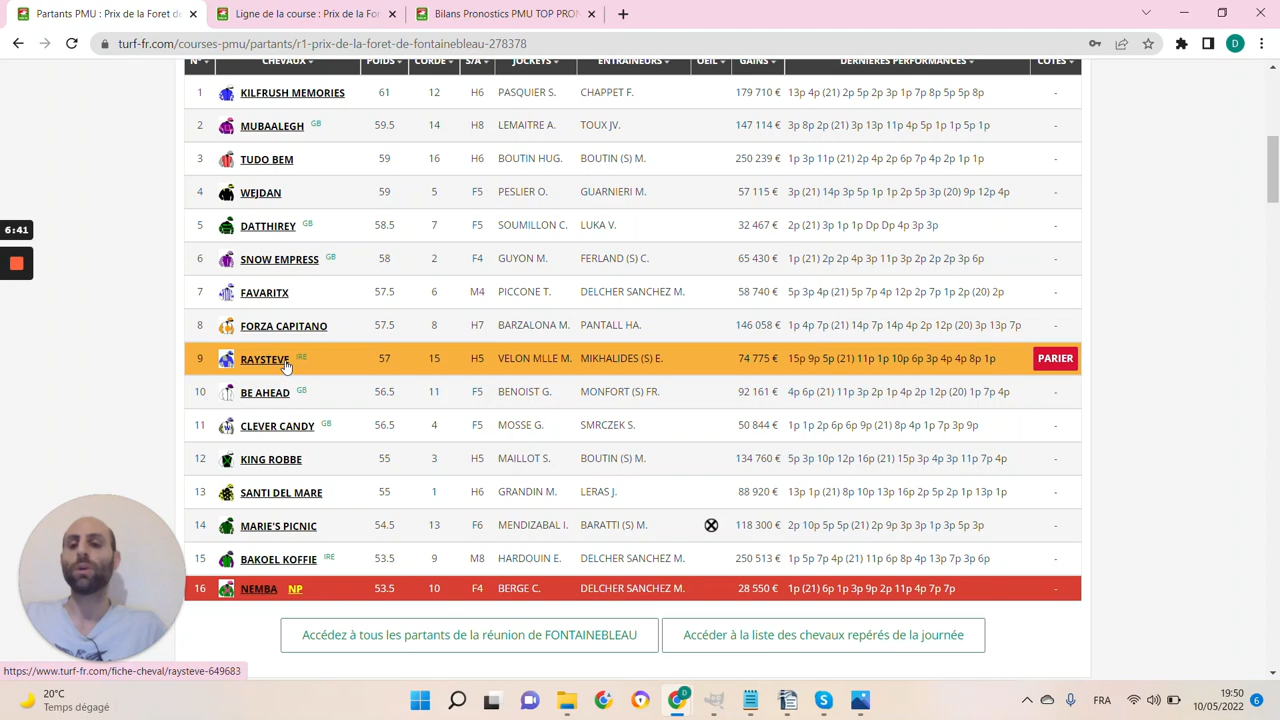 Partants PMU : Prix de la Foret de
Ligne de la course : Prix de la For
Bilans Pronostics PMU TOP PRON
turf-fr.com/courses-pmu/partants/r1-prix-de-la-foret-de-fontainebleau-278378
D
N° CHEVAUX POIDS CORDE S/A JOCKEYS ENTRAINEURS OEIL GAINS DERNIÈRES PERFORMANCES COTES
1 KILFRUSH MEMORIES 61 12 H6 PASQUIER S. CHAPPET F. 179 710 € 13p 4p (21) 2p 5p 2p 3p 1p 7p 8p 5p 5p 8p -
2 MUBAALEGH GB 59.5 14 H8 LEMAITRE A. TOUX JV. 147 114 € 3p 8p 2p (21) 3p 13p 11p 4p 5p 1p 1p 5p 1p -
3 TUDO BEM 59 16 H6 BOUTIN HUG. BOUTIN (S) M. 250 239 € 1p 3p 11p (21) 2p 4p 2p 6p 7p 4p 2p 1p 1p -
4 WEJDAN 59 5 F5 PESLIER O. GUARNIERI M. 57 115 € 3p (21) 14p 3p 5p 1p 1p 2p 5p 3p (20) 9p 12p 4p -
5 DATTHIREY GB 58.5 7 F5 SOUMILLON C. LUKA V. 32 467 € 2p (21) 3p 1p Dp Dp 4p 3p 3p -
6 SNOW EMPRESS GB 58 2 F4 GUYON M. FERLAND (S) C. 65 430 € 1p (21) 2p 2p 4p 3p 11p 3p 2p 2p 2p 3p 6p -
7 FAVARITX 57.5 6 M4 PICCONE T. DELCHER SANCHEZ M. 58 740 € 5p 3p 4p (21) 5p 7p 4p 12p 2p 7p 1p 2p (20) 2p -
8 FORZA CAPITANO 57.5 8 H7 BARZALONA M. PANTALL HA. 146 058 € 1p 4p 7p (21) 14p 7p 14p 4p 2p 12p (20) 3p 13p 7p -
9 RAYSTEVE IRE 57 15 H5 VELON MLLE M. MIKHALIDES (S) E. 74 775 € 15p 9p 5p (21) 11p 1p 10p 6p 3p 4p 4p 8p 1p PARIER
10 BE AHEAD GB 56.5 11 F5 BENOIST G. MONFORT (S) FR. 92 161 € 4p 6p (21) 11p 3p 2p 1p 4p 2p 12p (20) 1p 7p 4p -
11 CLEVER CANDY GB 56.5 4 F5 MOSSE G. SMRCZEK S. 50 844 € 1p 1p 2p 6p 6p 9p (21) 8p 4p 1p 7p 3p 9p -
12 KING ROBBE 55 3 H5 MAILLOT S. BOUTIN (S) M. 134 760 € 5p 3p 10p 12p 16p (21) 15p 3p 4p 3p 11p 7p 4p -
13 SANTI DEL MARE 55 1 H6 GRANDIN M. LERAS J. 88 920 € 13p 1p (21) 8p 10p 13p 16p 2p 5p 2p 1p 13p 1p -
14 MARIE'S PICNIC 54.5 13 F6 MENDIZABAL I. BARATTI (S) M. 118 300 € 2p 10p 5p 5p (21) 2p 9p 3p 3p 1p 3p 5p 3p -
15 BAKOEL KOFFIE IRE 53.5 9 M8 HARDOUIN E. DELCHER SANCHEZ M. 250 513 € 1p 5p 7p 4p (21) 11p 6p 8p 4p 13p 7p 3p 6p -
16 NEMBA NP 53.5 10 F4 BERGE C. DELCHER SANCHEZ M. 28 550 € 1p (21) 6p 1p 3p 9p 2p 11p 4p 7p 7p -
6:41
Accédez à tous les partants de la réunion de FONTAINEBLEAU
Accéder à la liste des chevaux repérés de la journée
https://www.turf-fr.com/fiche-cheval/raysteve-649683
20°C
Temps dégagé
D
FRA
19:50
10/05/2022
6